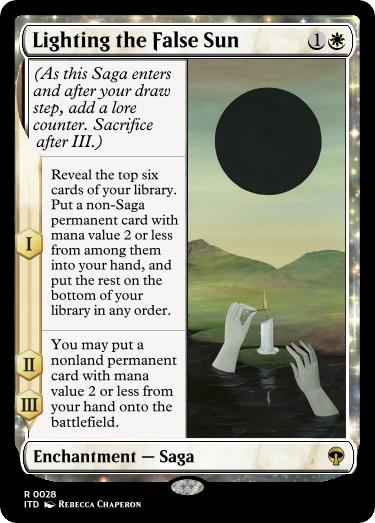 Lighting the False Sun 1
(As this Saga enters
and after your draw
step, add a lore
counter. Sacrifice
after III.)
I
Reveal the top six
cards of your library.
Put a non-Saga
permanent card with
mana value 2 or less
from among them
into your hand, and
put the rest on the
bottom of your
library in any order.
II
III
You may put a
nonland permanent
card with mana
value 2 or less from
your hand onto the
battlefield.
Enchantment — Saga
R 0028
ITD REBECCA CHAPERON